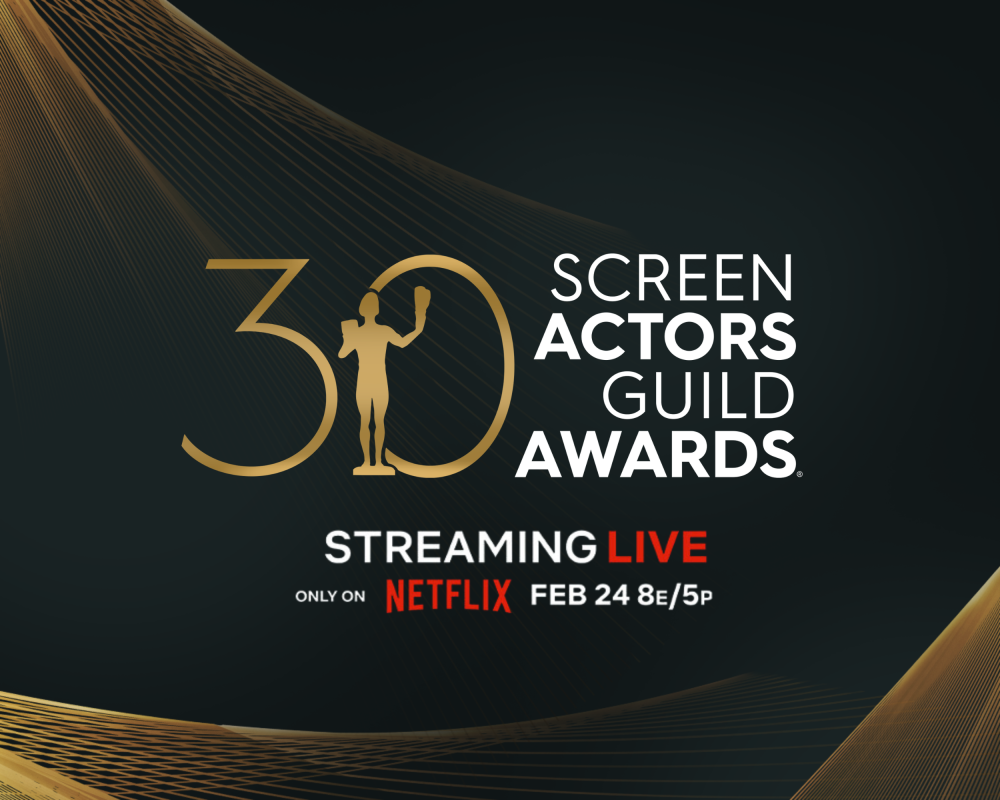 30
SCREEN
ACTORS
GUILD
AWARDS®
STREAMING LIVE
ONLY ON NETFLIX FEB 24 8E/5P